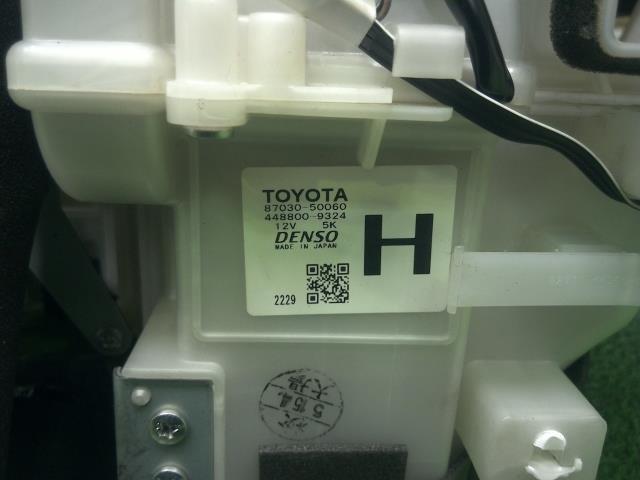 TOYOTA
87030-50060
448800-9324
12V 5K
DENSO
MADE IN JAPAN
H
2229